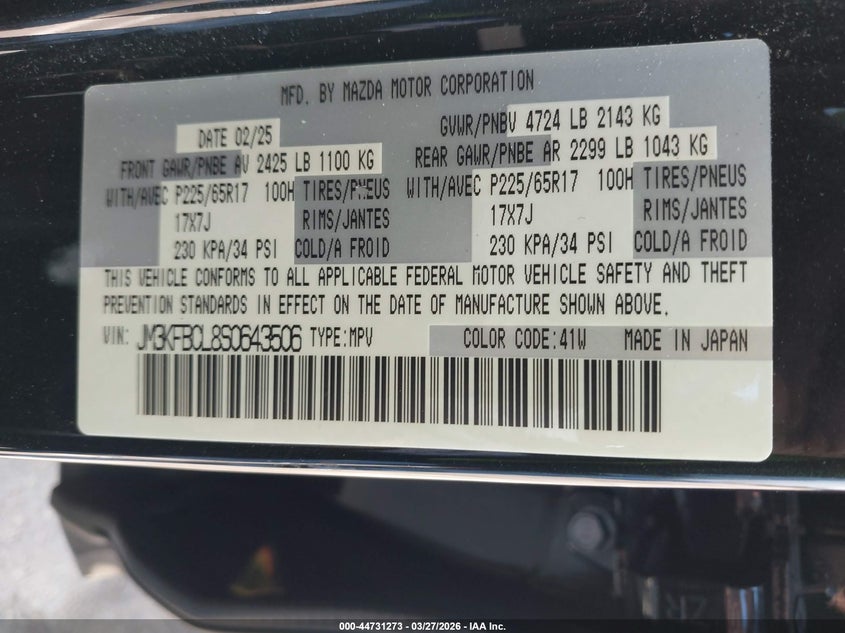 MFD. BY MAZDA MOTOR CORPORATION
DATE 02/25
GVWR/PNBV 4724 LB 2143 KG
FRONT GAWR/PNBE AV 2425 LB 1100 KG
REAR GAWR/PNBE AR 2299 LB 1043 KG
WITH/AVEC P225/65R17 100H TIRES/PNEUS
WITH/AVEC P225/65R17 100H TIRES/PNEUS
17X7J RIMS/JANTES
17X7J RIMS/JANTES
230 KPA/34 PSI COLD/A FROID
230 KPA/34 PSI COLD/A FROID
THIS VEHICLE CONFORMS TO ALL APPLICABLE FEDERAL MOTOR VEHICLE SAFETY AND THEFT
PREVENTION STANDARDS IN EFFECT ON THE DATE OF MANUFACTURE SHOWN ABOVE.
VIN: JM3KFBCL8S0643506 TYPE:MPV COLOR CODE:41W MADE IN JAPAN
000-44731273 - 03/27/2026 - IAA Inc.